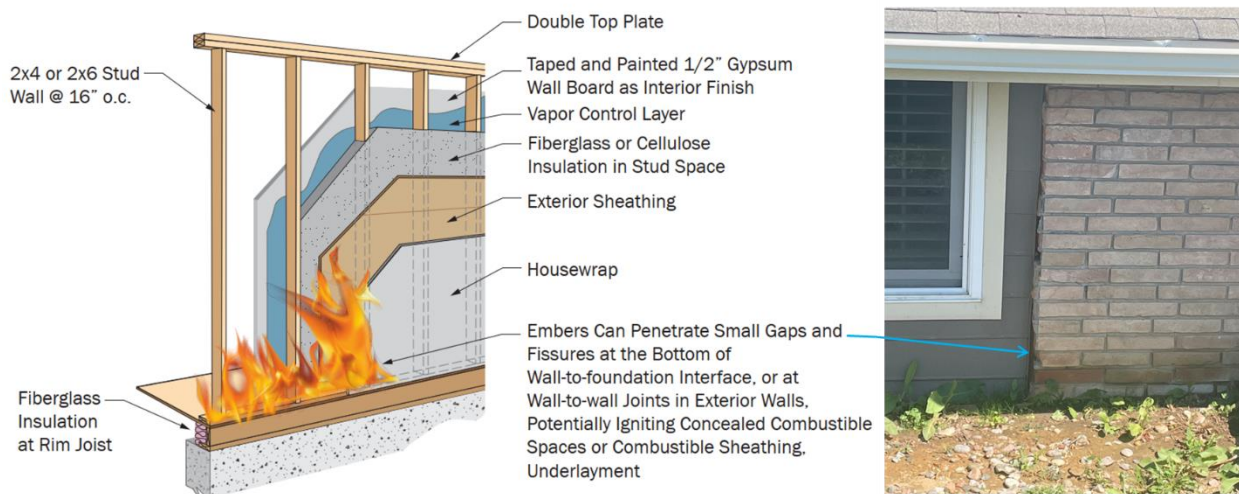 Double Top Plate
2x4 or 2x6 Stud
Wall @ 16” o.c.
Taped and Painted 1/2” Gypsum
Wall Board as Interior Finish
Vapor Control Layer
Fiberglass or Cellulose
Insulation in Stud Space
Exterior Sheathing
Housewrap
Embers Can Penetrate Small Gaps and
Fissures at the Bottom of
Wall-to-foundation Interface, or at
Wall-to-wall Joints in Exterior Walls,
Potentially Igniting Concealed Combustible
Spaces or Combustible Sheathing,
Underlayment
Fiberglass
Insulation
at Rim Joist